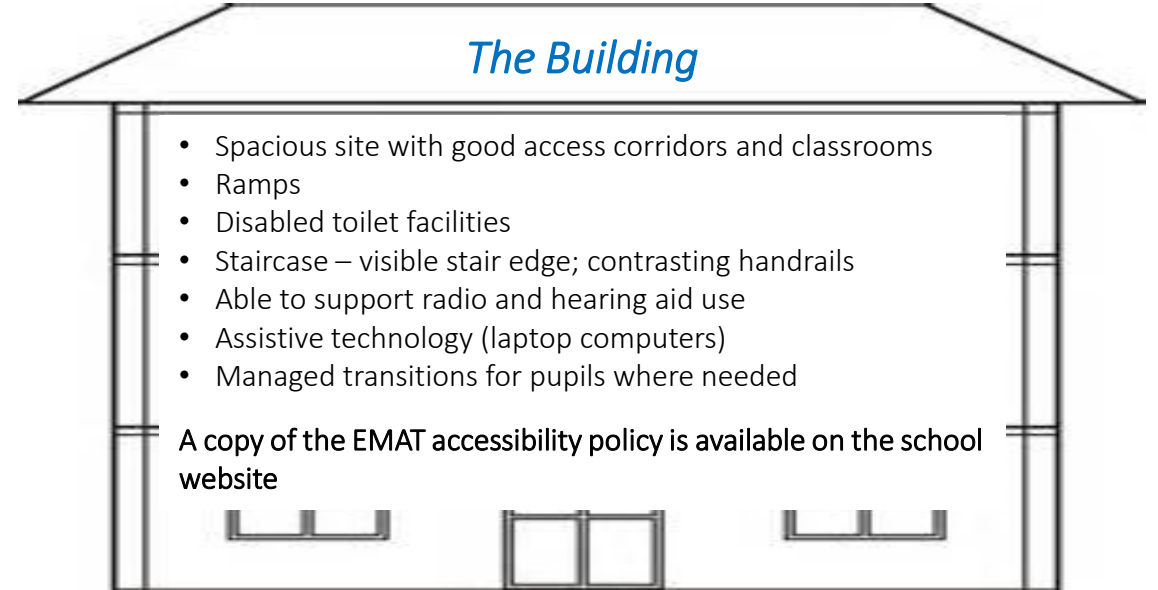 The Building
• Spacious site with good access corridors and classrooms
• Ramps
• Disabled toilet facilities
• Staircase – visible stair edge; contrasting handrails
• Able to support radio and hearing aid use
• Assistive technology (laptop computers)
• Managed transitions for pupils where needed
A copy of the EMAT accessibility policy is available on the school
website